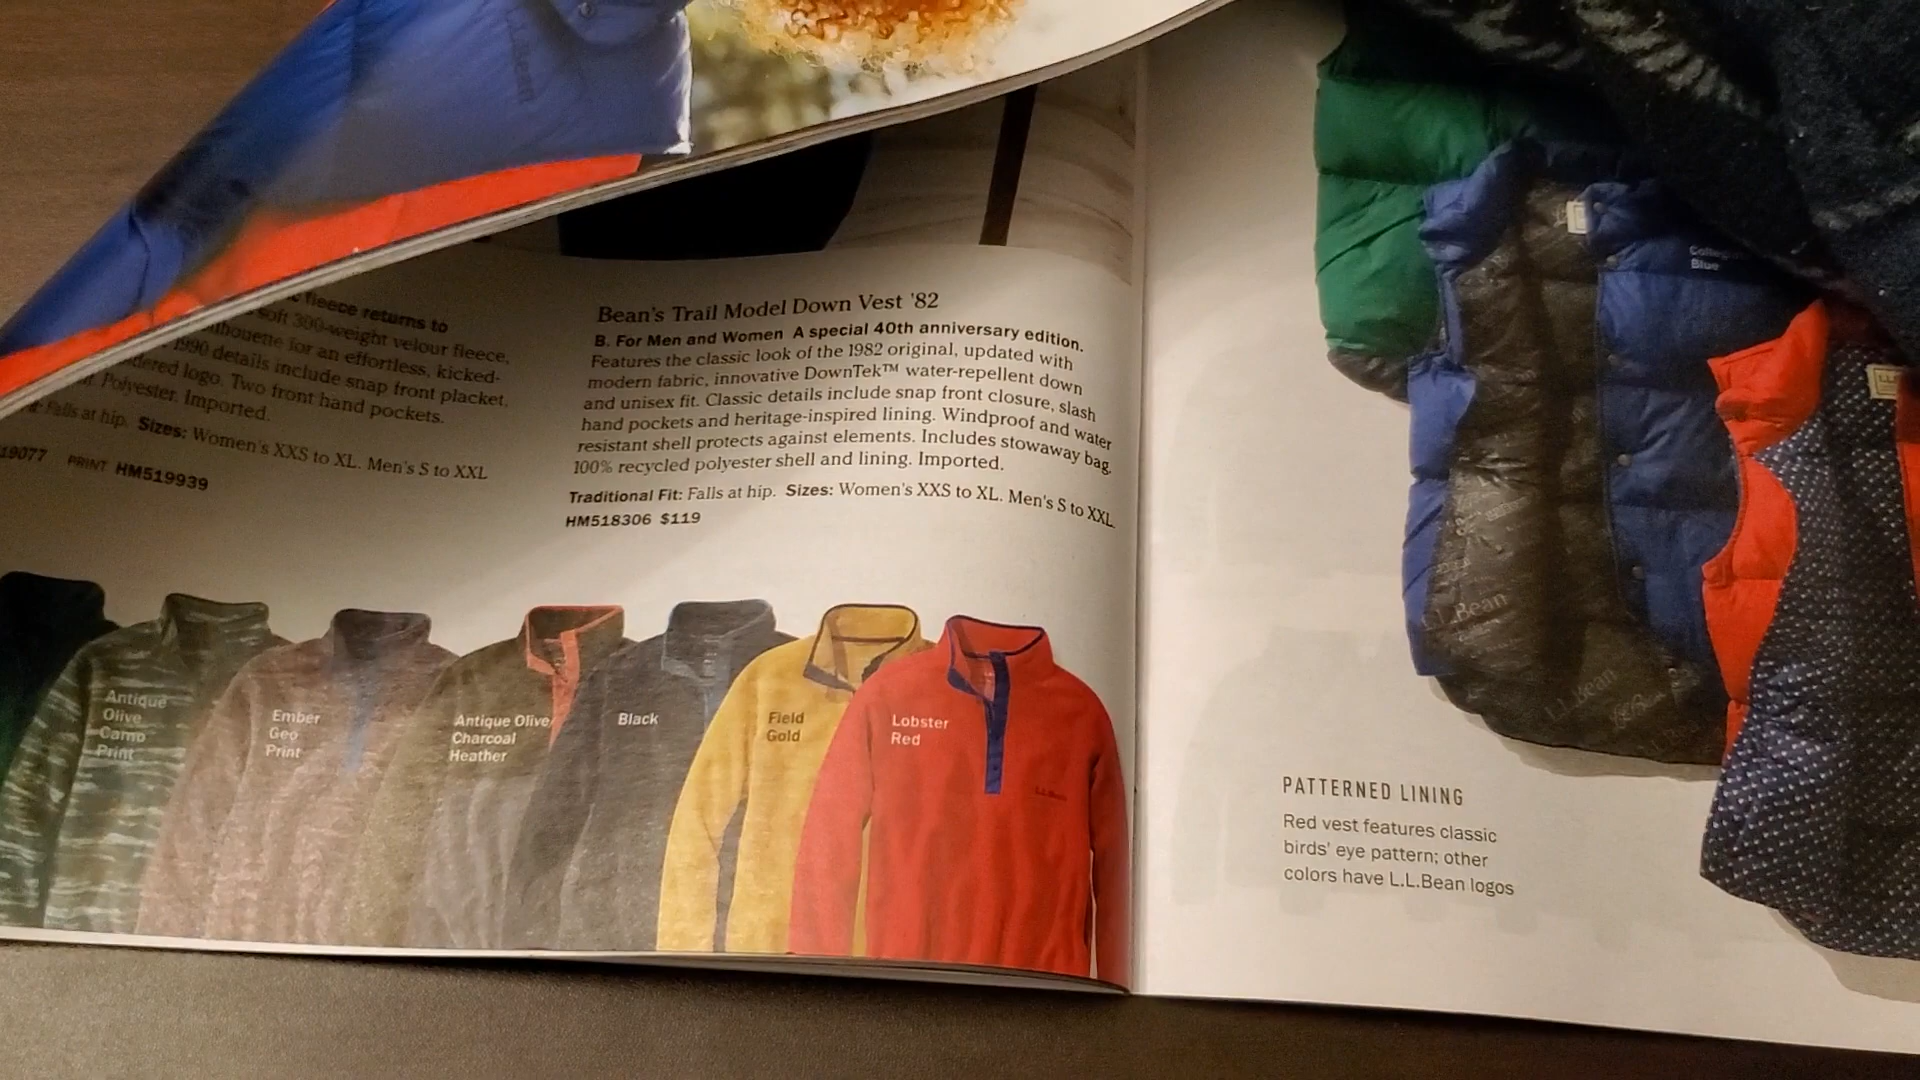 fleece returns to
soft 300-weight velour fleece,
silhouette for an effortless, kicked-
1990 details include snap front placket,
logo. Two front hand pockets.
Polyester. Imported.
Falls at hip. Sizes: Women's XXS to XL. Men's S to XXL
19077 PRINT HM519939
Bean's Trail Model Down Vest '82
B. For Men and Women A special 40th anniversary edition.
Features the classic look of the 1982 original, updated with
modern fabric, innovative DownTek™ water-repellent down
and unisex fit. Classic details include snap front closure, slash
hand pockets and heritage-inspired lining. Windproof and water
resistant shell protects against elements. Includes stowaway bag.
100% recycled polyester shell and lining. Imported.
Traditional Fit: Falls at hip. Sizes: Women's XXS to XL. Men's S to XXL.
HM518306 $119
Antique
Olive
Camo
Print
Ember
Geo
Print
Antique Olive/
Charcoal
Heather
Black
Field
Gold
Lobster
Red
L.L.Bean
Blue
L.L.Bean
L.L.Bean
PATTERNED LINING
Red vest features classic
birds' eye pattern; other
colors have L.L.Bean logos